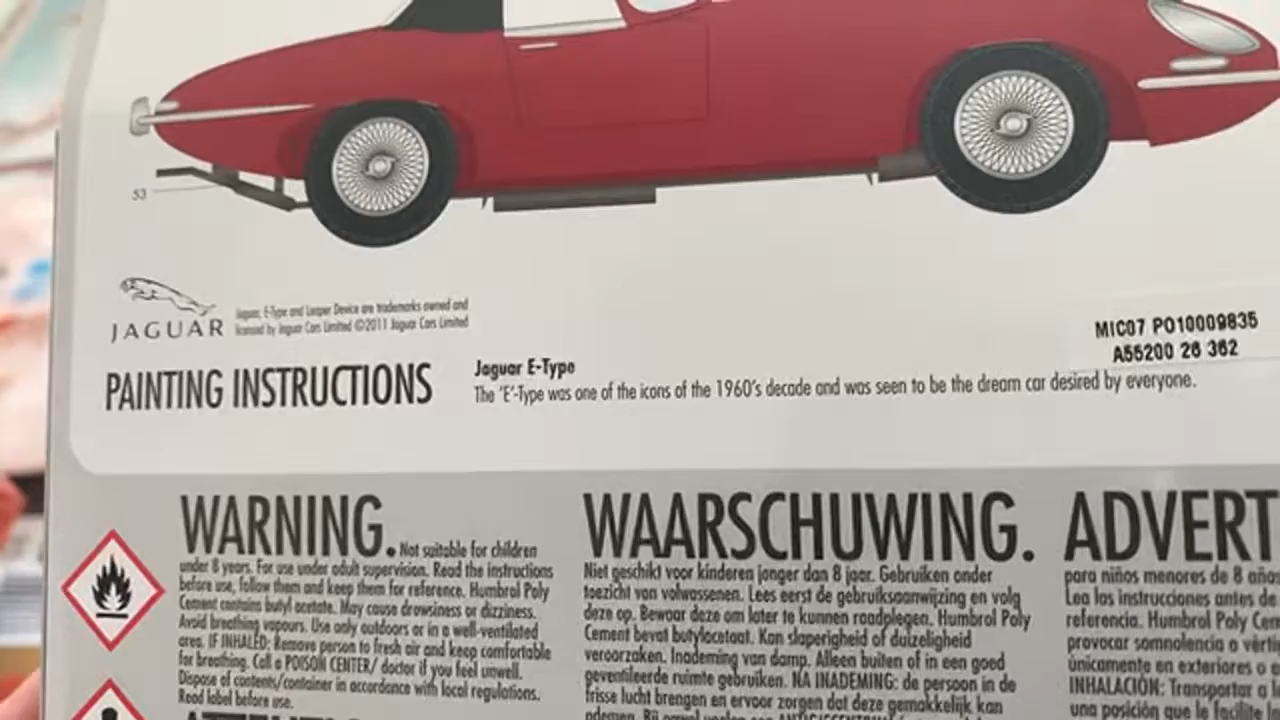 53
JAGUAR
Jaguar, E-Type and Leaper Device are trademarks owned and
licensed by Jaguar Cars Limited ©2011 Jaguar Cars Limited
MIC07 PO10009835
A55200 26 362
PAINTING INSTRUCTIONS
Jaguar E-Type
The 'E'-Type was one of the icons of the 1960's decade and was seen to be the dream car desired by everyone.
WARNING. Not suitable for children
under 8 years. For use under adult supervision. Read the instructions
before use, follow them and keep them for reference. Humbrol Poly
Cement contains butyl acetate. May cause drowsiness or dizziness.
Avoid breathing vapours. Use only outdoors or in a well-ventilated
area. IF INHALED: Remove person to fresh air and keep comfortable
for breathing. Call a POISON CENTER/ doctor if you feel unwell.
Dispose of contents/container in accordance with local regulations.
Read label before use.
WAARSCHUWING.
Niet geschikt voor kinderen jonger dan 8 jaar. Gebruiken onder
toezicht van volwassenen. Lees eerst de gebruiksaanwijzing en volg
deze op. Bewaar deze om later te kunnen raadplegen. Humbrol Poly
Cement bevat butylacetaat. Kan slaperigheid of duizeligheid
veroorzaken. Inademing van damp. Alleen buiten of in een goed
geventileerde ruimte gebruiken. NA INADEMING: de persoon in de
frisse lucht brengen en ervoor zorgen dat deze gemakkelijk kan
ademen. Bij
ADVERT
para niños menores de 8 años
Lea las instrucciones antes de
referencia. Humbrol Poly Cem
provocar somnolencia o vérti
únicamente en exteriores o e
INHALACIÓN: Transportar a l
una posición que le facilite